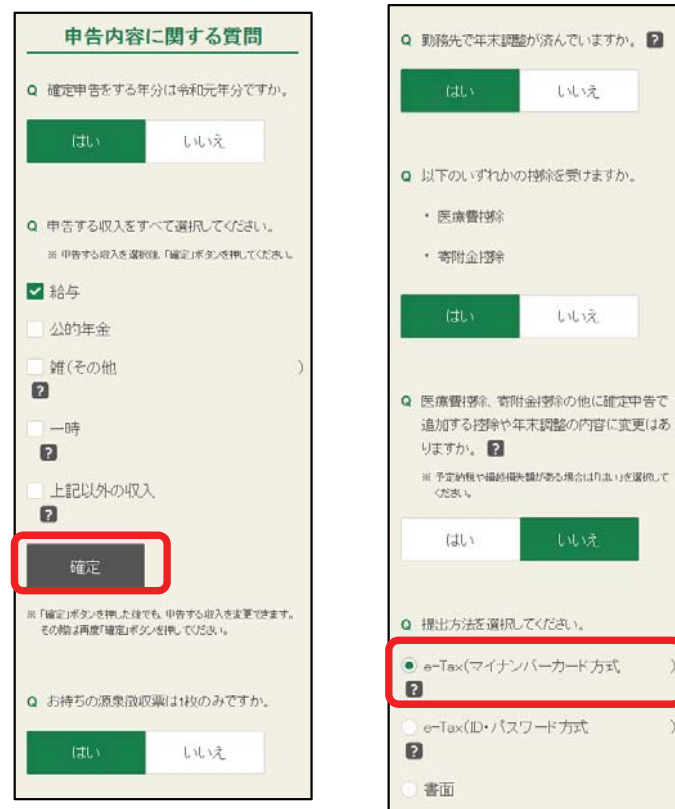 申告内容に関する質問
Q 確定申告をする年分は令和元年分ですか。
はい いいえ
Q 申告する収入をすべて選択してください。
※ 申告する収入を選択後、「確定」ボタンを押してください。
給与
公的年金
雑(その他 )
?
一時
?
上記以外の収入
?
確定
※「確定」ボタンを押した後でも、申告する収入を変更できます。
その際は再度「確定」ボタンを押してください。
Q お持ちの源泉徴収票は1枚のみですか。
はい いいえ
Q 勤務先で年末調整が済んでいますか。 ?
はい いいえ
Q 以下のいずれかの控除を受けますか。
・ 医療費控除
・ 寄附金控除
はい いいえ
Q 医療費控除、寄附金控除の他に確定申告で
追加する控除や年末調整の内容に変更はあ
りますか。 ?
※ 予定納税や繰越損失額がある場合は「はい」を選択して
ください。
はい いいえ
Q 提出方法を選択してください。
e-Tax(マイナンバーカード方式 )
?
e-Tax(ID・パスワード方式 )
?
書面